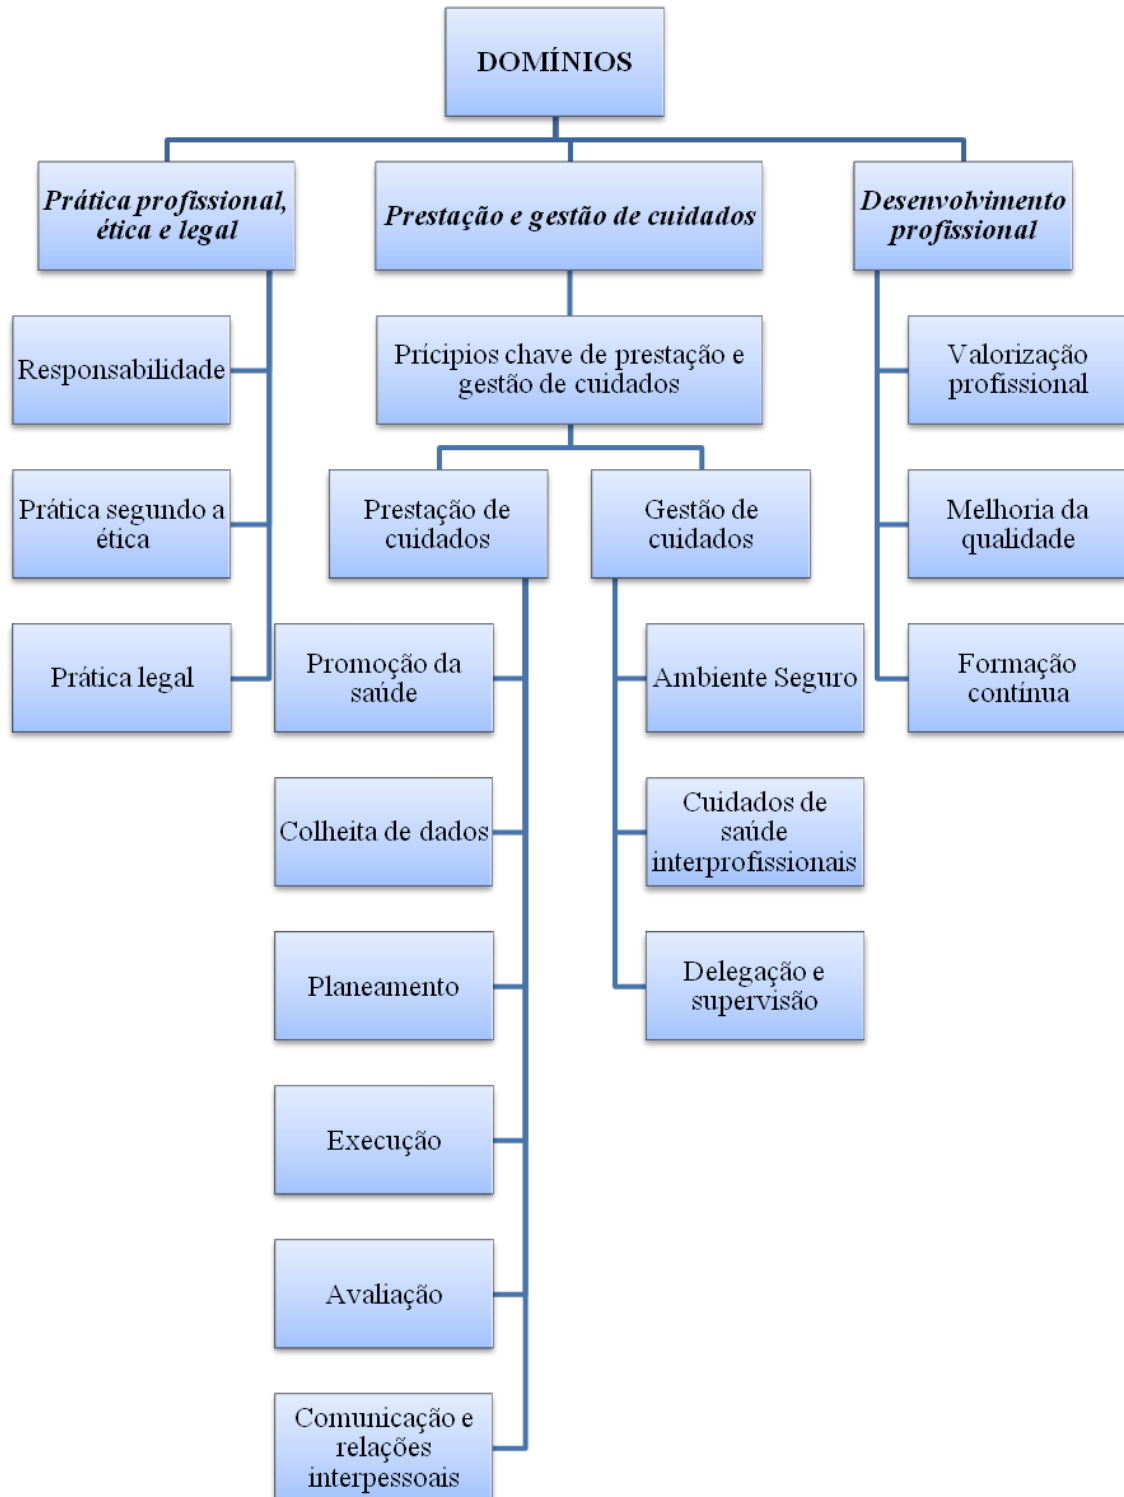 DOMÍNIOS
Prática profissional,
ética e legal
Prestação e gestão de cuidados
Desenvolvimento
profissional
Responsabilidade
Prícipios chave de prestação e
gestão de cuidados
Valorização
profissional
Prática segundo a
ética
Prestação de
cuidados
Gestão de
cuidados
Melhoria da
qualidade
Prática legal
Promoção da
saúde
Ambiente Seguro
Formação
contínua
Colheita de dados
Cuidados de
saúde
interprofissionais
Planeamento
Delegação e
supervisão
Execução
Avaliação
Comunicação e
relações
interpessoais